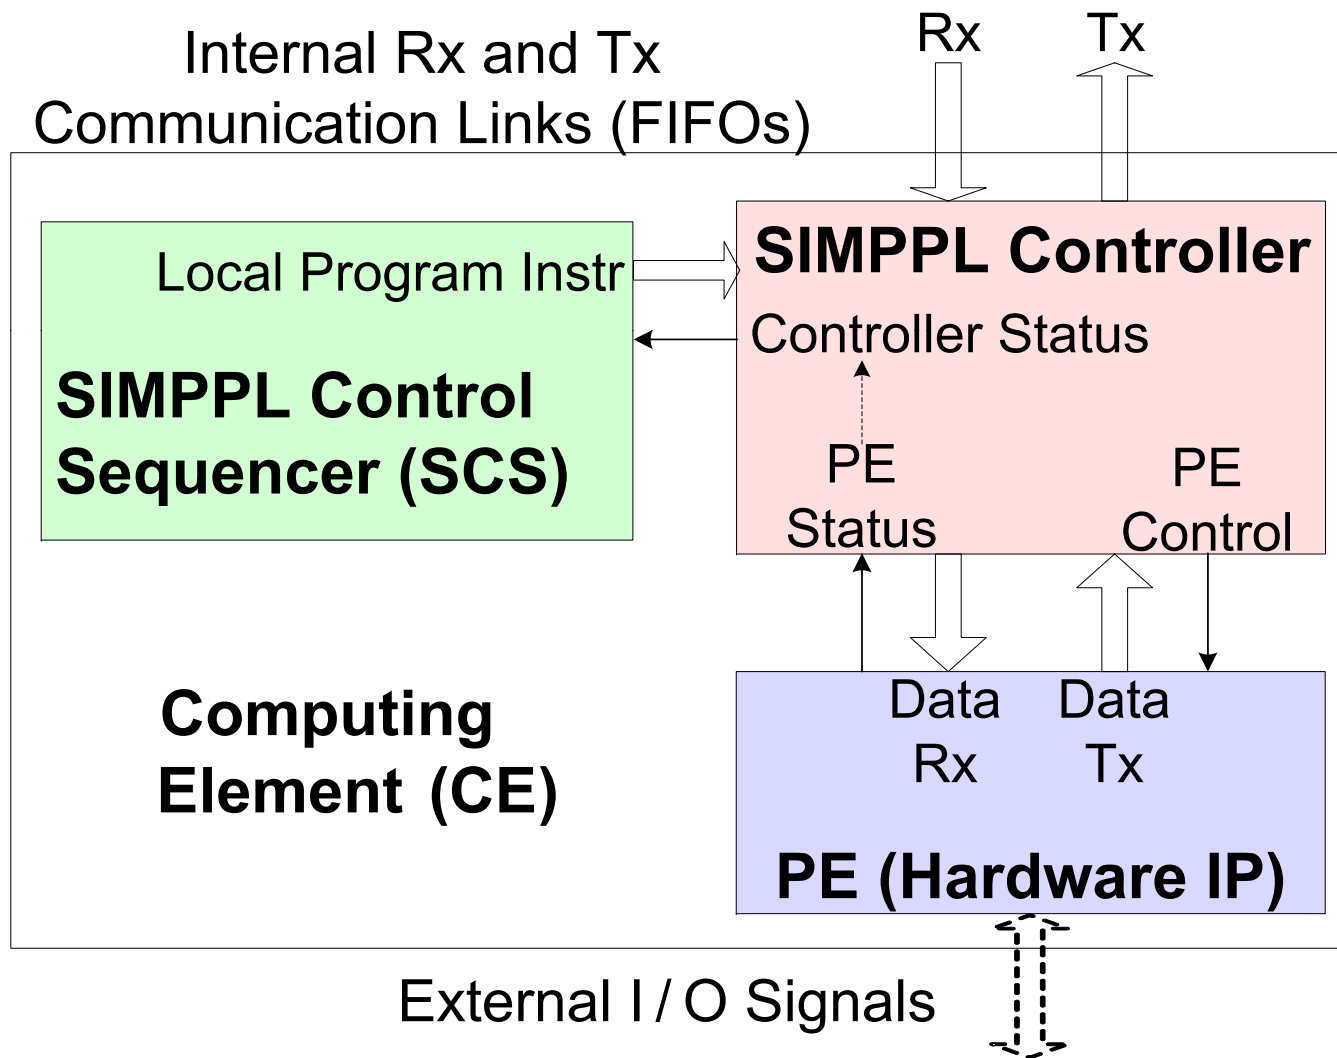 Internal Rx and Tx
Communication Links (FIFOs)
Rx
Tx
Local Program Instr
SIMPPL Control
Sequencer (SCS)
SIMPPL Controller
Controller Status
PE
Status
PE
Control
Computing
Element (CE)
Data
Rx
Data
Tx
PE (Hardware IP)
External I / O Signals